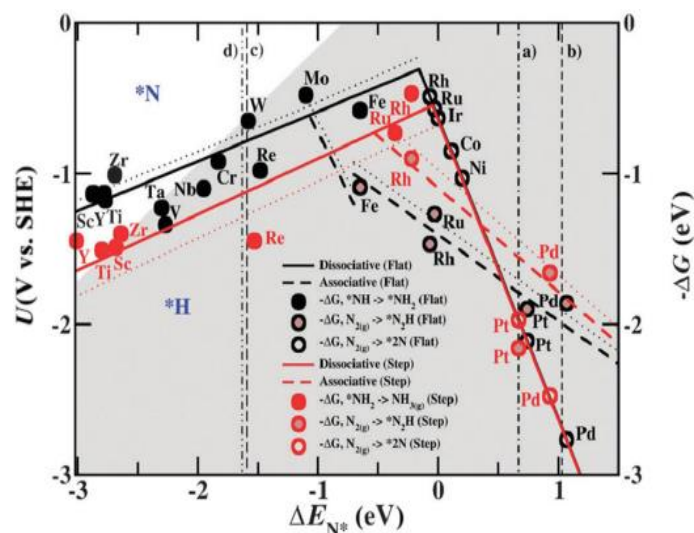 0 d) c) a) b) 0
*N
Mo
Rh
W
Fe
Rh
Ru
Ru
Ir
Zr
-1
Re
Co
-1
Cr
Rh
Ni
ScYTi
Ta
Nb
Fe
V
Ru
Zr
Y
Re
Rh
Pd
Ti
Sc
*H
U(V vs. SHE)
-ΔG (eV)
Dissociative (Flat)
Associative (Flat)
-ΔG, *NH -> *NH₂ (Flat)
-ΔG, N₂₍g₎ -> *N₂H (Flat)
-ΔG, N₂₍g₎ -> *2N (Flat)
Dissociative (Step)
Associative (Step)
-ΔG, *NH₂ -> NH₃₍g₎ (Step)
-ΔG, N₂₍g₎ -> *N₂H (Step)
-ΔG, N₂₍g₎ -> *2N (Step)
Pd
-2
Pt
Pt
-2
Pt
Pt
Pd
Pd
-3
-3
-3 -2 -1 0 1
ΔE_N* (eV)